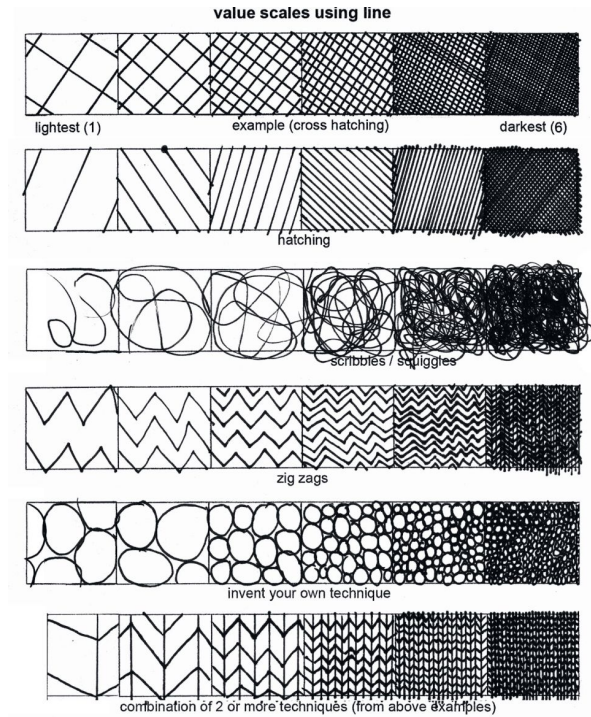 value scales using line
lightest (1) example (cross hatching) darkest (6)
hatching
scribbles / squiggles
zig zags
invent your own technique
combination of 2 or more techniques (from above examples)